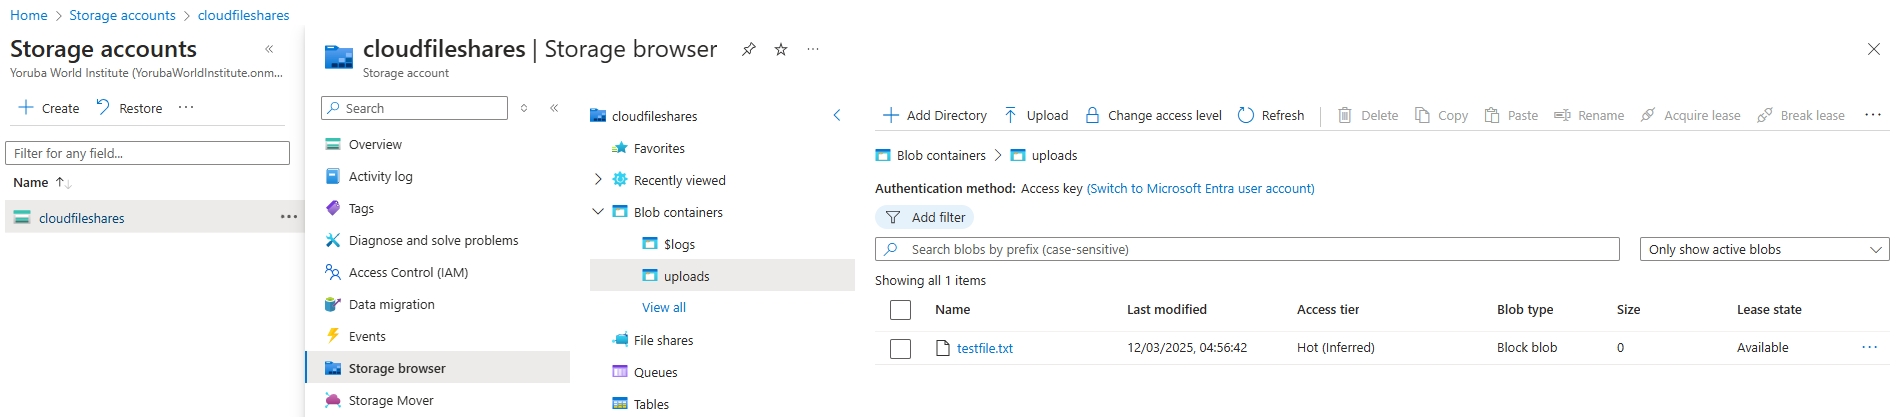 Home > Storage accounts > cloudfileshares
Storage accounts
Yoruba World Institute (YorubaWorldInstitute.onm...
Create Restore ...
Filter for any field...
Name
cloudfileshares ...
cloudfileshares | Storage browser ...
Storage account
Search
Overview
Activity log
Tags
Diagnose and solve problems
Access Control (IAM)
Data migration
Events
Storage browser
Storage Mover
cloudfileshares
Favorites
Recently viewed
Blob containers
$logs
uploads
View all
File shares
Queues
Tables
Add Directory Upload Change access level Refresh Delete Copy Paste Rename Acquire lease Break lease ...
Blob containers > uploads
Authentication method: Access key (Switch to Microsoft Entra user account)
Add filter
Search blobs by prefix (case-sensitive) Only show active blobs
Showing all 1 items
Name Last modified Access tier Blob type Size Lease state
testfile.txt 12/03/2025, 04:56:42 Hot (Inferred) Block blob 0 Available ...